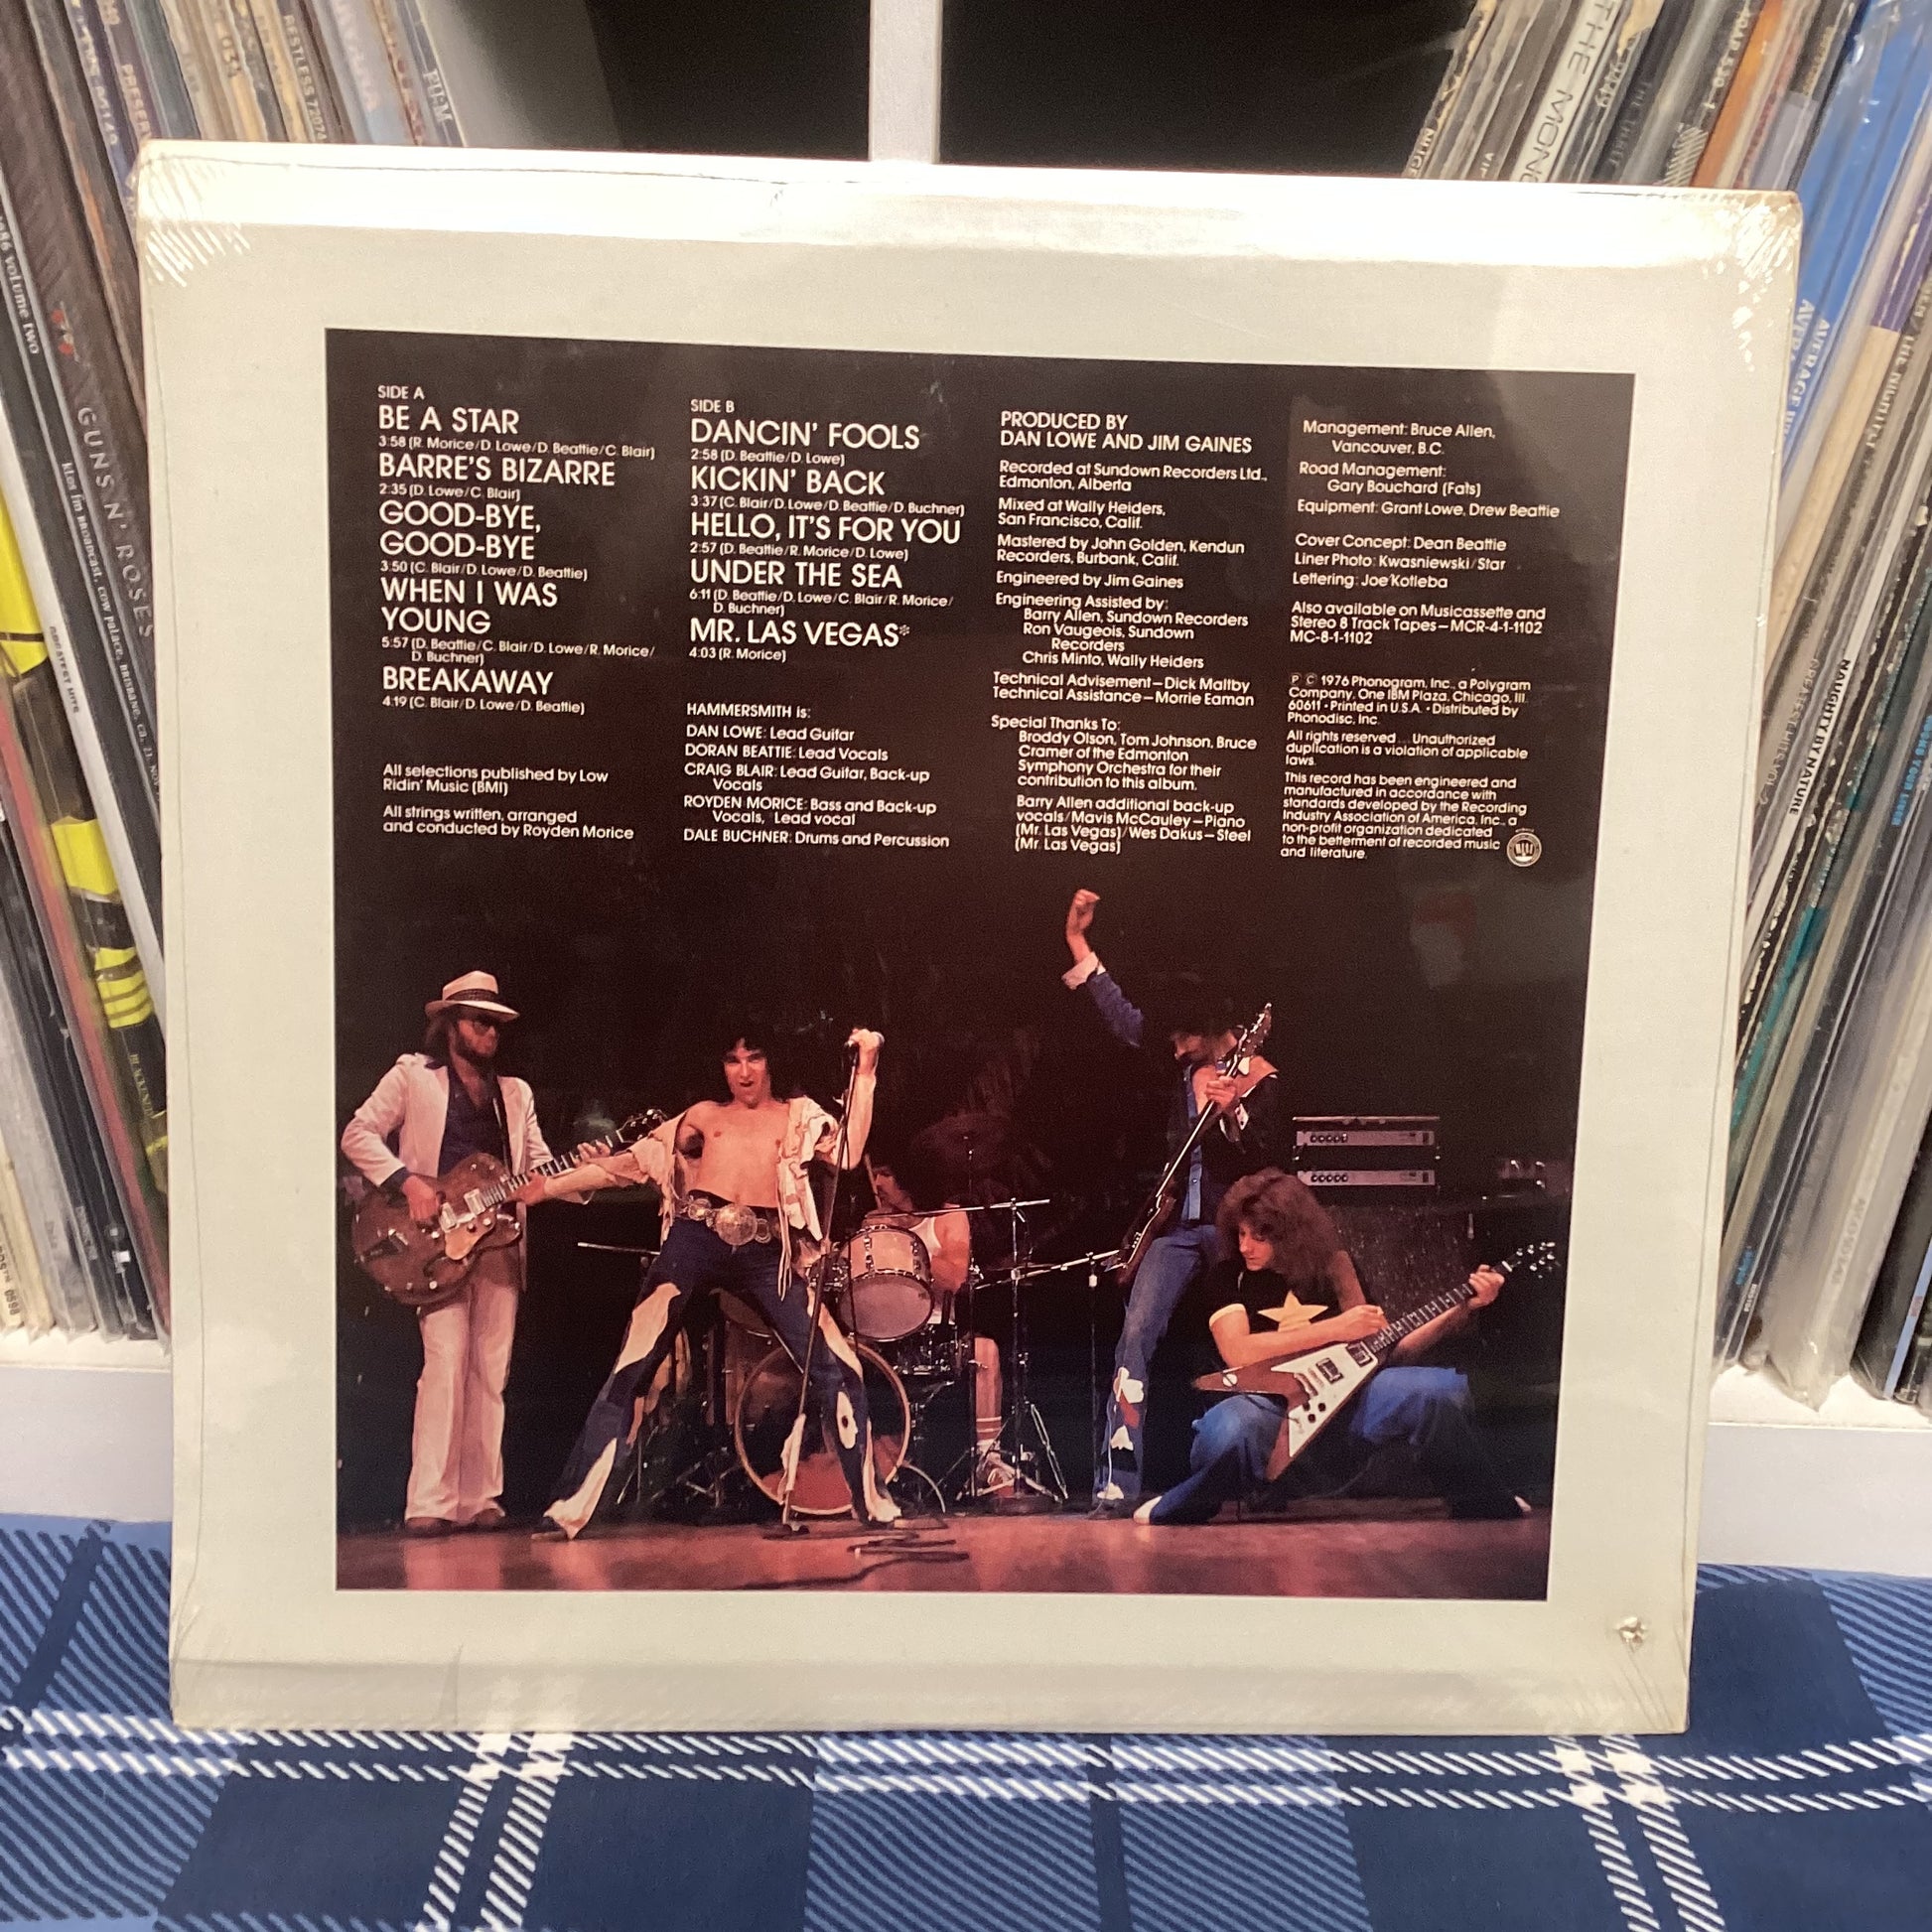 SIDE A
BE A STAR
3:58 (R. Morice/D. Lowe/D. Beattie/C. Blair)
BARRE'S BIZARRE
2:35 (D. Lowe/C. Blair)
GOOD-BYE,
GOOD-BYE
3:50 (C. Blair/D. Lowe/D. Beattie)
WHEN I WAS
YOUNG
5:57 (D. Beattie/C. Blair/D. Lowe/R. Morice/
D. Buchner)
BREAKAWAY
4:19 (C. Blair/D. Lowe/D. Beattie)
All selections published by Low
Ridin' Music (BMI)
All strings written, arranged
and conducted by Royden Morice
SIDE B
DANCIN' FOOLS
2:58 (D. Beattie/D. Lowe)
KICKIN' BACK
3:37 (C. Blair/D. Lowe/D. Beattie/D. Buchner)
HELLO, IT'S FOR YOU
2:57 (D. Beattie/R. Morice/D. Lowe)
UNDER THE SEA
6:11 (D. Beattie/D. Lowe/C. Blair/R. Morice/
D. Buchner)
MR. LAS VEGAS*
4:03 (R. Morice)
HAMMERSMITH is:
DAN LOWE: Lead Guitar
DORAN BEATTIE: Lead Vocals
CRAIG BLAIR: Lead Guitar, Back-up
Vocals
ROYDEN MORICE: Bass and Back-up
Vocals, *Lead vocal
DALE BUCHNER: Drums and Percussion
PRODUCED BY
DAN LOWE AND JIM GAINES
Recorded at Sundown Recorders Ltd.,
Edmonton, Alberta
Mixed at Wally Heiders,
San Francisco, Calif.
Mastered by John Golden, Kendun
Recorders, Burbank, Calif.
Engineered by Jim Gaines
Engineering Assisted by:
Barry Allen, Sundown Recorders
Ron Vaugeois, Sundown
Recorders
Chris Minto, Wally Heiders
Technical Advisement—Dick Maltby
Technical Assistance—Morrie Eaman
Special Thanks To:
Broddy Olson, Tom Johnson, Bruce
Cramer of the Edmonton
Symphony Orchestra for their
contribution to this album.
Barry Allen additional back-up
vocals/Mavis McCauley—Piano
(Mr. Las Vegas)/Wes Dakus—Steel
(Mr. Las Vegas)
Management: Bruce Allen,
Vancouver, B.C.
Road Management:
Gary Bouchard (Fats)
Equipment: Grant Lowe, Drew Beattie
Cover Concept: Dean Beattie
Liner Photo: Kwasniewski/Star
Lettering: Joe Kotleba
Also available on Musicassette and
Stereo 8 Track Tapes—MCR-4-1-1102
MC-8-1-1102
Ⓟ Ⓒ 1976 Phonogram, Inc., a Polygram
Company, One IBM Plaza, Chicago, Ill.
60611 • Printed in U.S.A. • Distributed by
Phonodisc, Inc.
All rights reserved . . . Unauthorized
duplication is a violation of applicable
laws.
This record has been engineered and
manufactured in accordance with
standards developed by the Recording
Industry Association of America, Inc., a
non-profit organization dedicated
to the betterment of recorded music
and literature.
GUNS N' ROSES
NAUGHTY BY NATURE